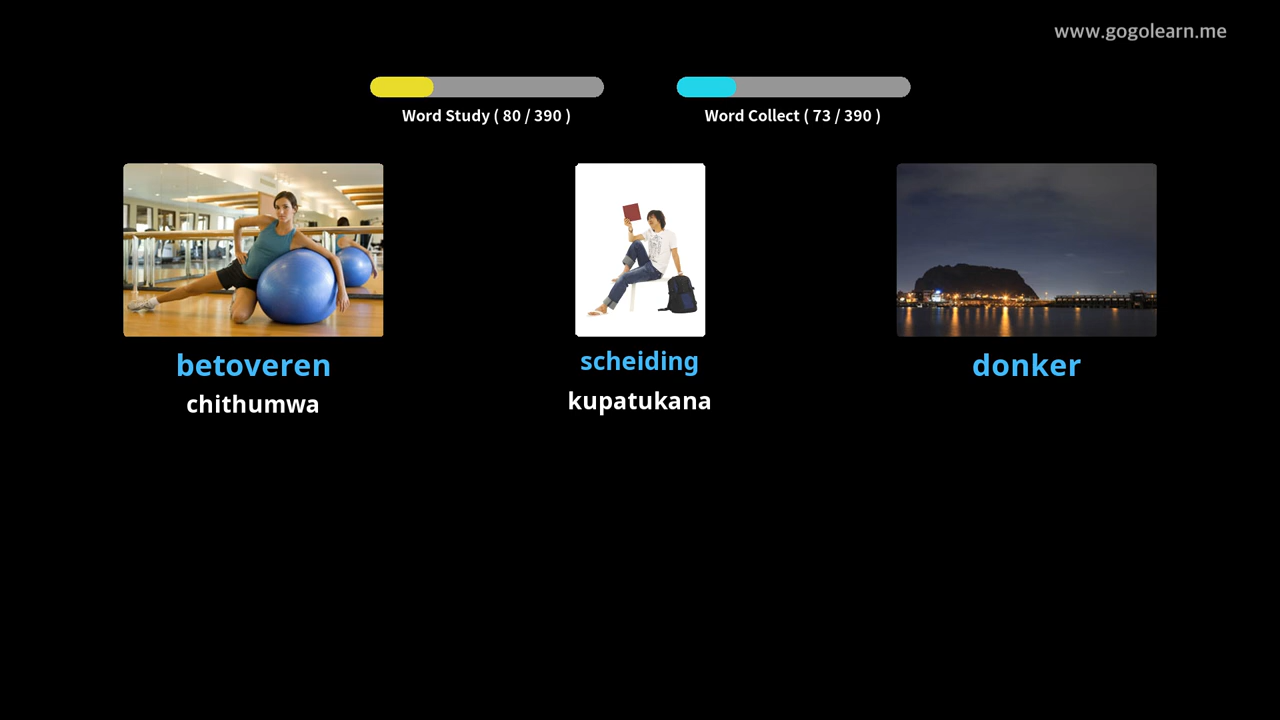 www.gogolearn.me
Word Study ( 80 / 390 )
Word Collect ( 73 / 390 )
betoveren
chithumwa
scheiding
kupatukana
donker